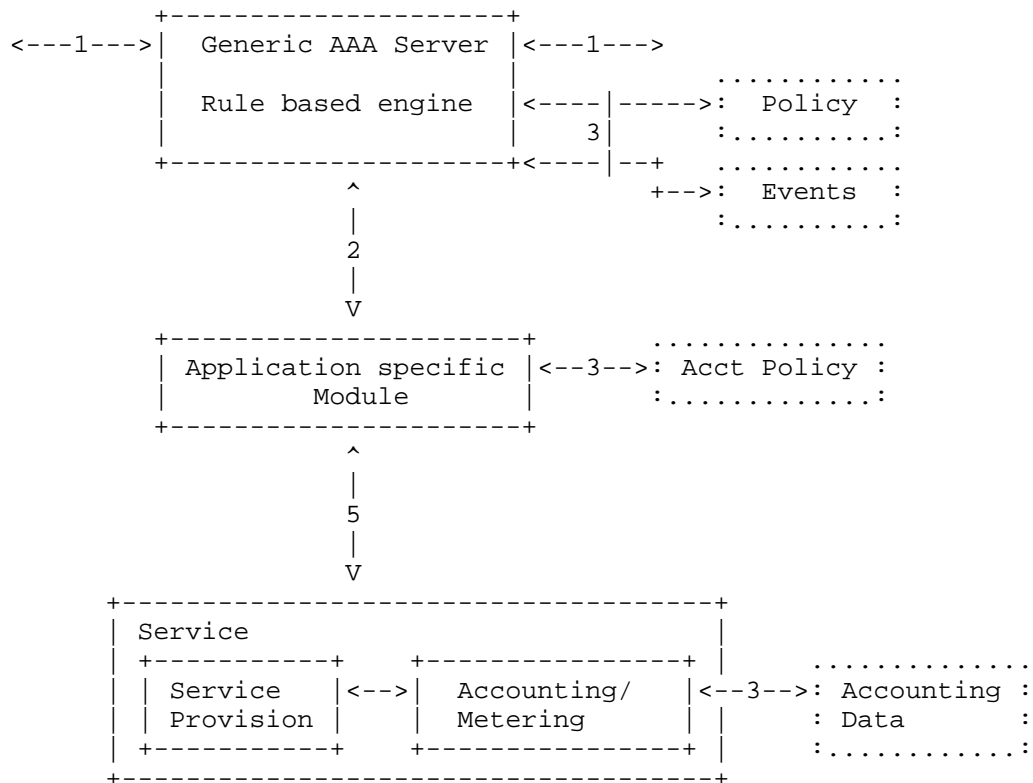 <---1--->| Generic AAA Server |<---1--->
Rule based engine |<----|----->: Policy :
3|
Events
2
V
Application specific |<--3-->: Acct Policy :
Module
5
V
Service
Service |<-->| Accounting/ |<--3-->: Accounting :
Provision | | Metering | | : Data :